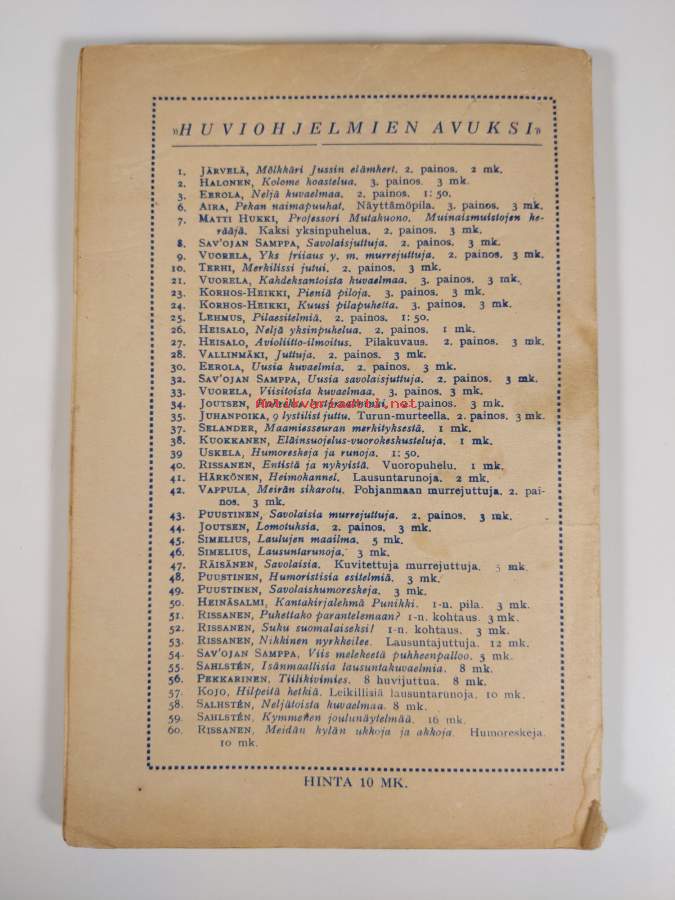 »HUVIOHJELMIEN AVUKSI»
1. JÄRVELÄ, Mölkkäri Jussin elämkert. 2. painos. 2 mk.
2. HALONEN, Kolome koastelua. 3. painos. 3 mk.
3. EEROLA, Neljä kuvaelmaa. 2. painos. 1:50.
6. AIRA, Pekan naimapuuhat. Näyttämöpila. 3. painos. 3 mk.
7. MATTI HUKKI, Professori Mutakuono. Muinaismuistojen ke-
rääjä. Kaksi yksinpuhelua. 2. painos. 3 mk.
8. SAV'OJAN SAMPPA, Savolaisjuttuja. 2. painos. 3 mk.
9. VUORELA, Yks friiaus y. m. murrejuttuja. 2. painos. 3 mk.
10. TERHI, Merkilissi jutui. 2. painos. 3 mk.
21. VUORELA, Kahdeksantoista kuvaelmaa. 3. painos. 3 mk.
23. KORHOS-HEIKKI, Pieniä piloja. 3. painos. 3 mk.
24. KORHOS-HEIKKI, Kuusi pilapuhetta. 3. painos. 3 mk.
25. LEHMUS, Pilaesitelmiä. 2. painos. 1:50.
26. HEISALO, Neljä yksinpuhelua. 2. painos. 1 mk.
27. HEISALO, Avioliitto-ilmoitus. Pilakuvaus. 2. painos. 3 mk.
28. VALLINMÄKI, Juttuja. 2. painos. 3 mk.
30. EEROLA, Uusia kuvaelmia. 2. painos. 3 mk.
32. SAV'OJAN SAMPPA, Uusia savolaisjuttuja. 2. painos. 3 mk.
33. VUORELA, Viisitoista kuvaelmaa. 3. painos. 3 mk.
34. JOUTSEN, painos. 3 mk.
Antikvariaatti.net
35. JUHANPOIKA, 9 lystilist juttu. Turun-murteella. 2. painos. 3 mk.
37. SELANDER, Maamiesseuran merkityksestä. 1 mk.
38. KUOKKANEN, Eläinsuojelus-vuorokeskusteluja. 1 mk.
39 USKELA, Humoreskeja ja runoja. 1:50.
40. RISSANEN, Entistä ja nykyistä. Vuoropuhelu. 1 mk.
41. HÄRKÖNEN, Heimokannel. Lausuntarunoja. 2 mk.
42. VAPPULA, Meirän sikarotu. Pohjanmaan murrejuttuja. 2. pai-
nos. 3 mk.
43. PUUSTINEN, Savolaisia murrejuttuja. 2. painos. 3 mk.
44. JOUTSEN, Lomotuksia. 2. painos. 3 mk.
45. SIMELIUS, Laulujen maailma. 5 mk.
46. SIMELIUS, Lausuntarunoja. 3 mk.
47. RÄISÄNEN, Savolaisia. Kuvitettuja murrejuttuja. 5 mk.
48. PUUSTINEN, Humoristisia esitelmiä. 3 mk.
49. PUUSTINEN, Savolaishumoreskeja. 3 mk.
50. HEINÄSALMI, Kantakirjalehmä Punikki. 1-n. pila. 3 mk.
51. RISSANEN, Puhettako parantelemaan? 1-n. kohtaus. 3 mk.
52. RISSANEN, Suku suomalaiseksi! 1-n. kohtaus. 3 mk.
53. RISSANEN, Nikkinen nyrkkeilee. Lausuntajuttuja. 12 mk.
54. SAV'OJAN SAMPPA, Viis melekeetä puhheenpalloo. 5 mk.
55. SAHLSTÉN, Isänmaallisia lausuntakuvaelmia. 8 mk.
56. PEKKARINEN, Tiilikivimies. 8 huvijuttua. 8 mk.
57. KOJO, Hilpeitä hetkiä. Leikillisiä lausuntarunoja. 10 mk.
58. SALHSTÉN, Neljätoista kuvaelmaa. 8 mk.
59. SAHLSTÉN, Kymmenen joulunäytelmää. 16 mk.
60. RISSANEN, Meidän kylän ukkoja ja akkoja. Humoreskeja.
10 mk.
HINTA 10 MK.